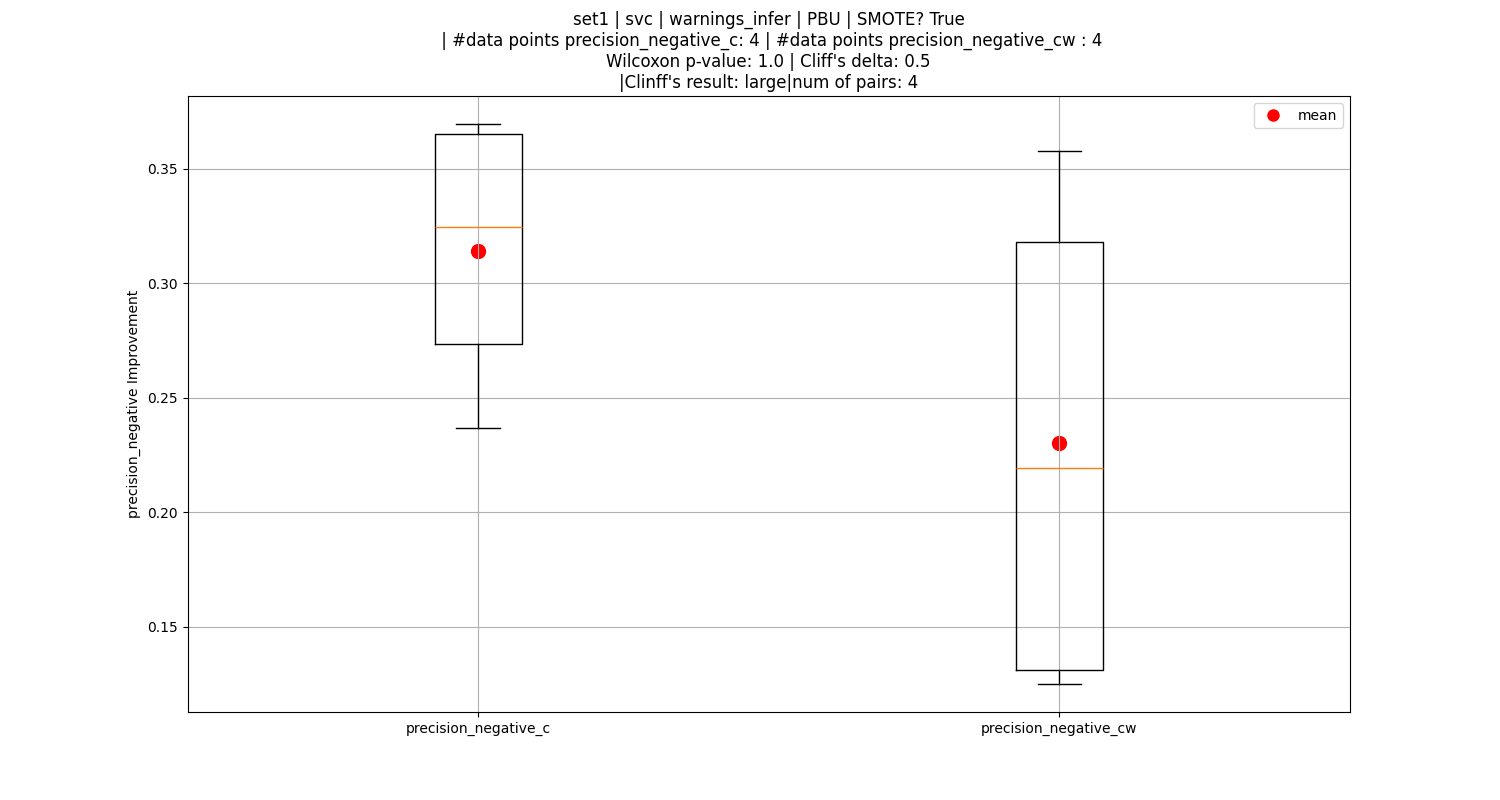 set1 | svc | warnings_infer | PBU | SMOTE? True
| #data points precision_negative_c: 4 | #data points precision_negative_cw : 4
Wilcoxon p-value: 1.0 | Cliff's delta: 0.5
|Clinff's result: large|num of pairs: 4
mean
0.35
0.30
0.25
0.20
0.15
precision_negative Improvement
precision_negative_c
precision_negative_cw